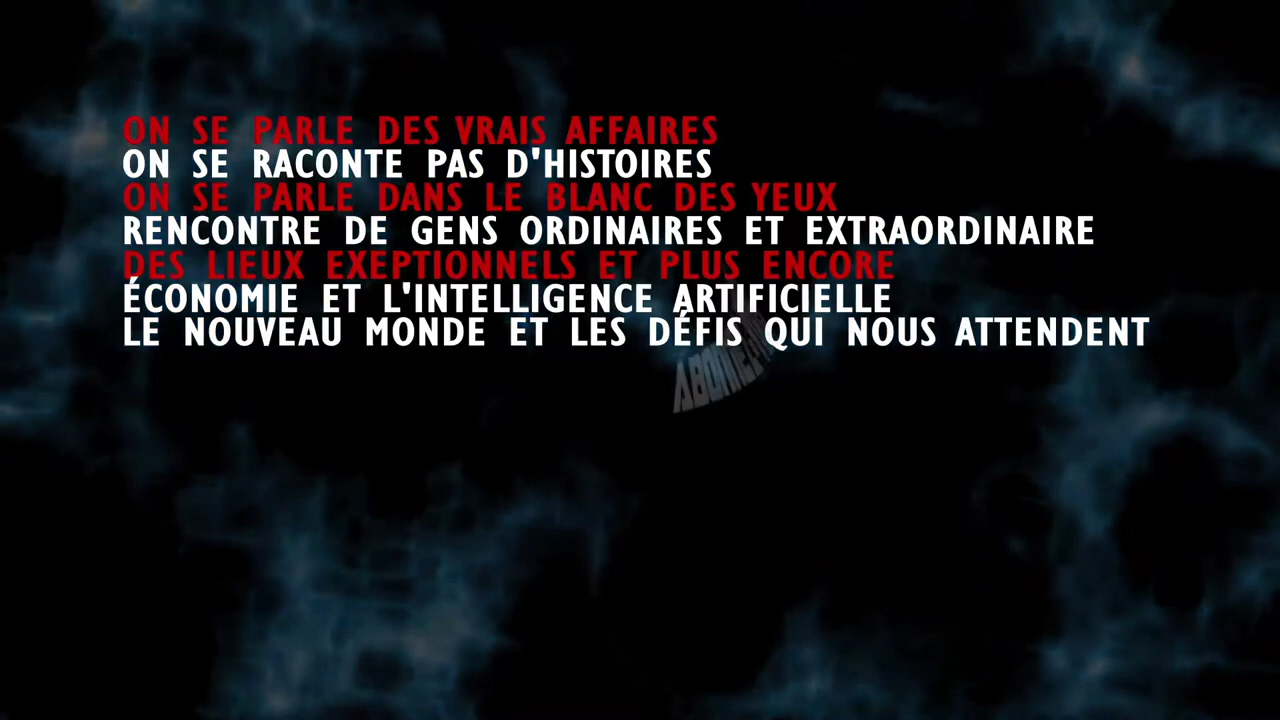 ON SE PARLE DES VRAIS AFFAIRES
ON SE RACONTE PAS D'HISTOIRES
ON SE PARLE DANS LE BLANC DES YEUX
RENCONTRE DE GENS ORDINAIRES ET EXTRAORDINAIRE
DES LIEUX EXEPTIONNELS ET PLUS ENCORE
ÉCONOMIE ET L'INTELLIGENCE ARTIFICIELLE
LE NOUVEAU MONDE ET LES DÉFIS QUI NOUS ATTENDENT